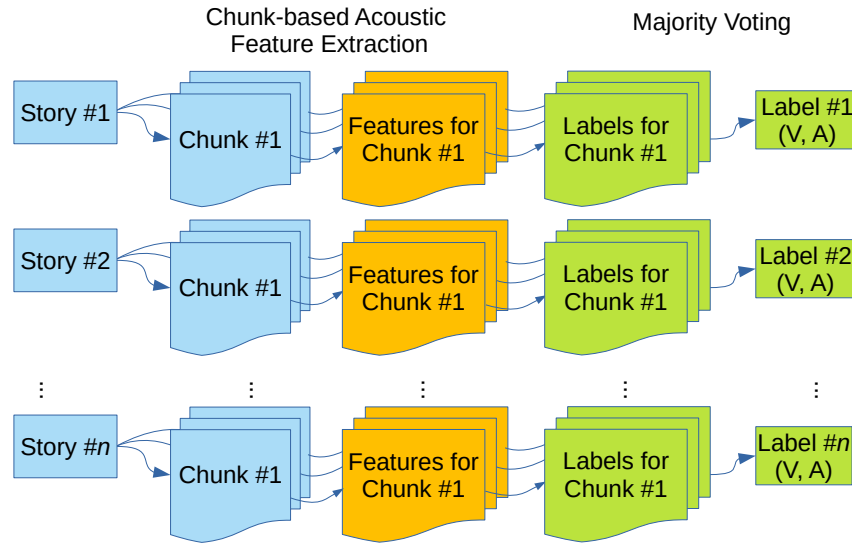 Chunk-based Acoustic
Feature Extraction
Majority Voting
Story #1
Chunk #1
Features for
Chunk #1
Labels for
Chunk #1
Label #1
(V, A)
Story #2
Chunk #1
Features for
Chunk #1
Labels for
Chunk #1
Label #2
(V, A)
⋮ ⋮ ⋮ ⋮ ⋮
Story #n
Chunk #1
Features for
Chunk #1
Labels for
Chunk #1
Label #n
(V, A)